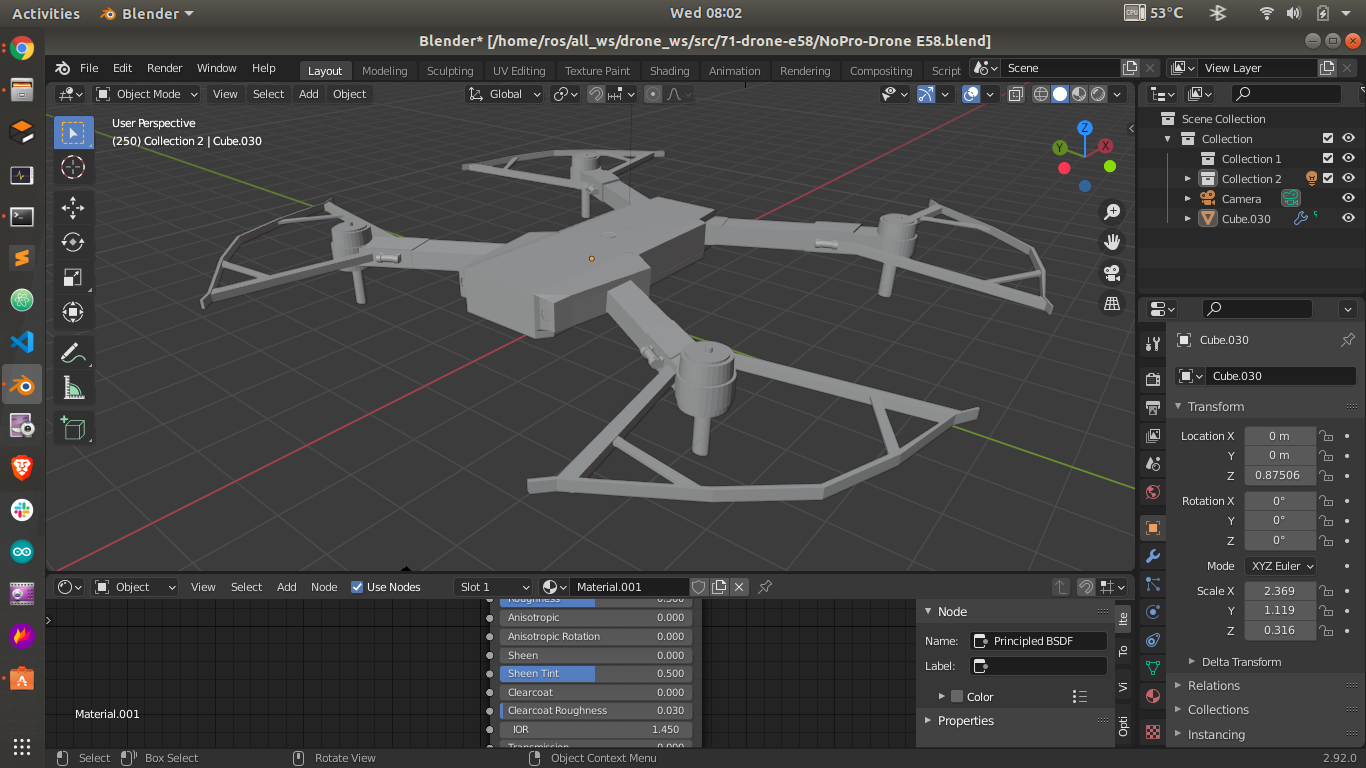 Activities Blender Wed 08:02 53°C
Blender* [/home/ros/all_ws/drone_ws/src/71-drone-e58/NoPro-Drone E58.blend]
File Edit Render Window Help Layout Modeling Sculpting UV Editing Texture Paint Shading Animation Rendering Compositing Script Scene View Layer
Object Mode View Select Add Object Global
User Perspective
(250) Collection 2 | Cube.030
Z
Y
X
Scene Collection
Collection
Collection 1
Collection 2
Camera
Cube.030
Cube.030
Cube.030
Transform
Location X 0 m
Y 0 m
Z 0.87506
Rotation X 0°
Y 0°
Z 0°
Mode XYZ Euler
Scale X 2.369
Y 1.119
Z 0.316
Delta Transform
Relations
Collections
Instancing
Object View Select Add Node Use Nodes Slot 1 Material.001
Roughness 0.500
Anisotropic 0.000
Anisotropic Rotation 0.000
Sheen 0.000
Sheen Tint 0.500
Clearcoat 0.000
Clearcoat Roughness 0.030
IOR 1.450
Transmission 0.000
Material.001
Node
Name: Principled BSDF
Label:
Color
Properties
Ite
To
Vi
Opti
Select Box Select Rotate View Object Context Menu 2.92.0